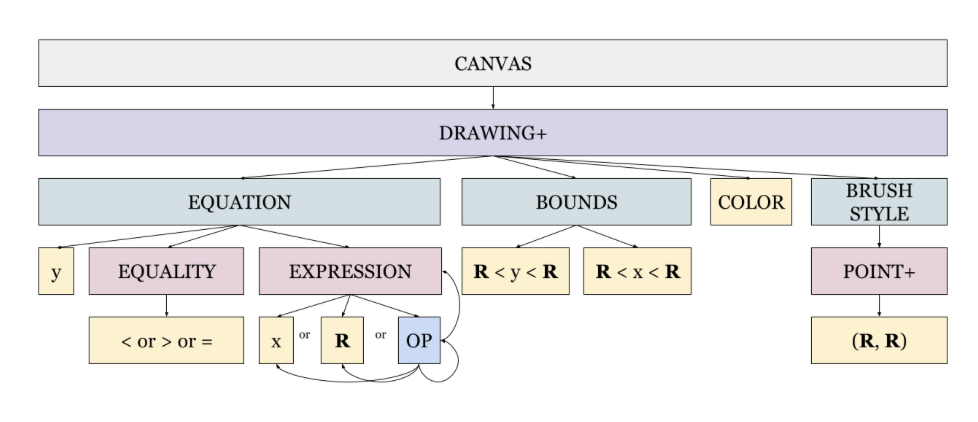 CANVAS
DRAWING+
EQUATION
BOUNDS
COLOR
BRUSH
STYLE
y
EQUALITY
EXPRESSION
R < y < R
R < x < R
POINT+
< or > or =
x
or
R
or
OP
(R, R)